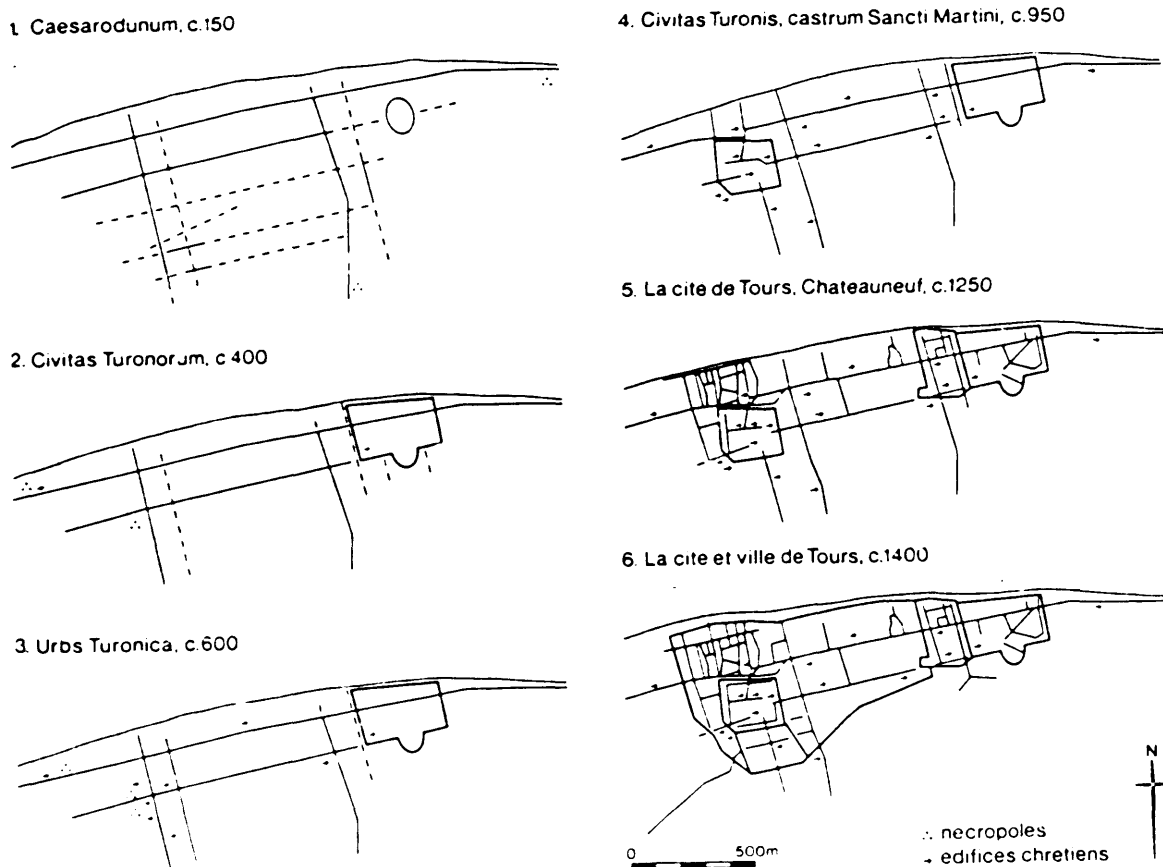 1. Caesarodunum, c.150
2. Civitas Turonorum, c 400
3. Urbs Turonica, c.600
4. Civitas Turonis, castrum Sancti Martini, c.950
5. La cite de Tours, Chateauneuf, c.1250
6. La cite et ville de Tours, c.1400
N
0 500m
∴ necropoles
édifices chretiens